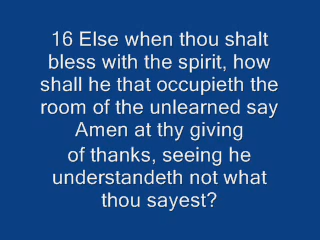 16 Else when thou shalt
bless with the spirit, how
shall he that occupieth the
room of the unlearned say
Amen at thy giving
of thanks, seeing he
understandeth not what
thou sayest?